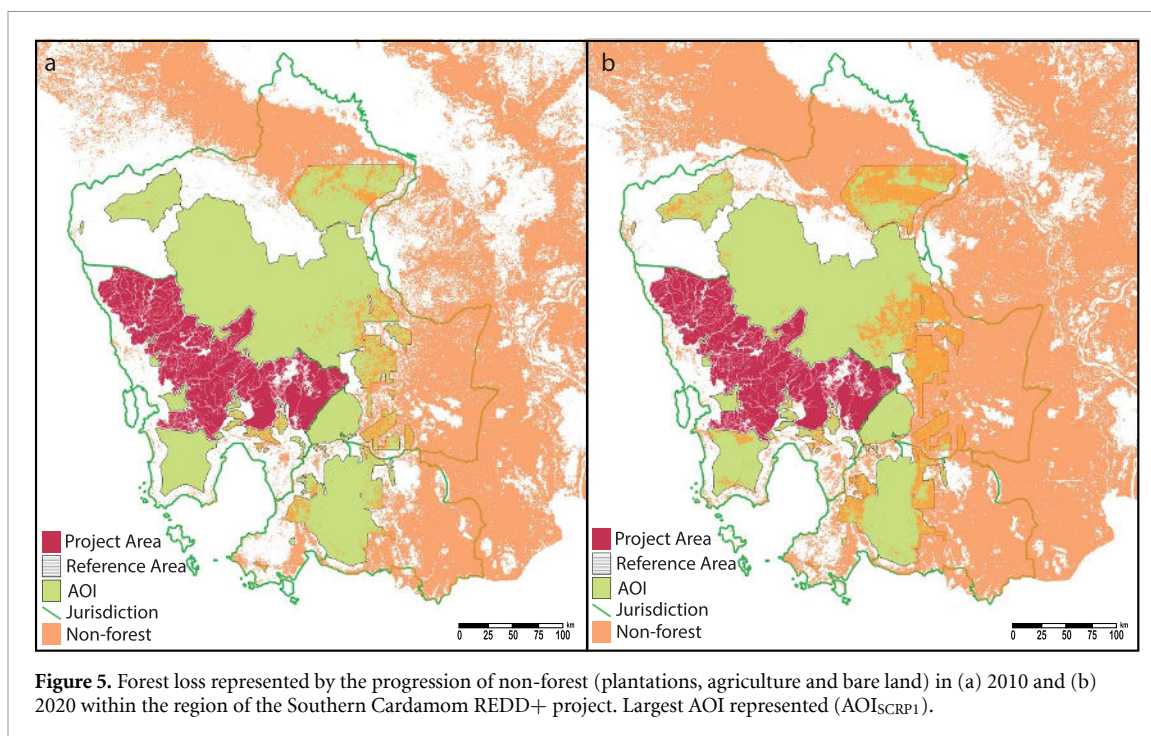 a
b
Project Area
Reference Area
AOI
Jurisdiction
Non-forest
km
0 25 50 75 100
Project Area
Reference Area
AOI
Jurisdiction
Non-forest
km
0 25 50 75 100
Figure 5. Forest loss represented by the progression of non-forest (plantations, agriculture and bare land) in (a) 2010 and (b)
2020 within the region of the Southern Cardamom REDD+ project. Largest AOI represented (AOISCRP1).